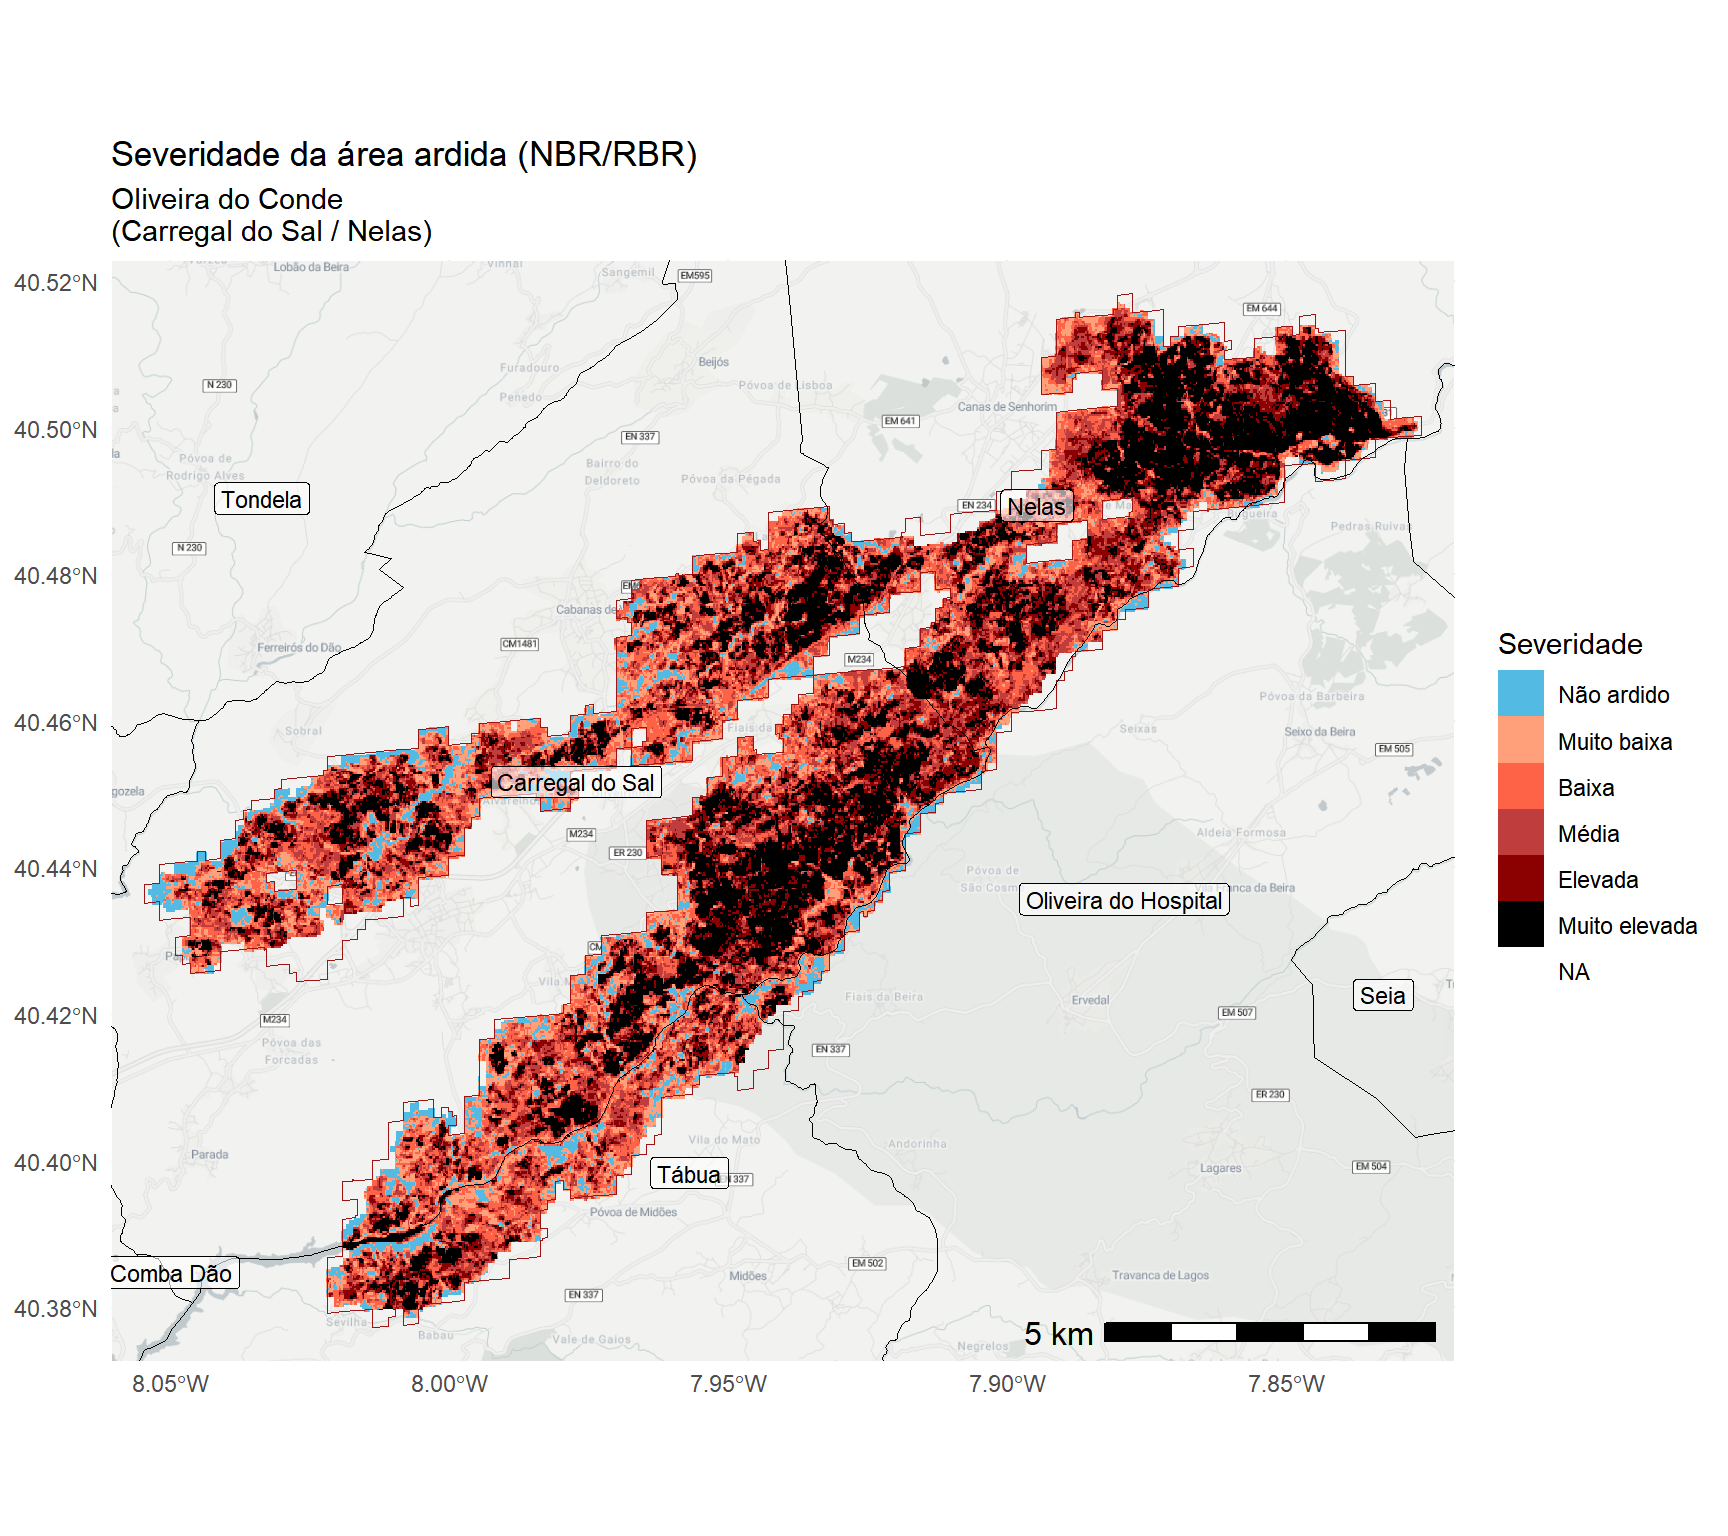 Severidade da área ardida (NBR/RBR)
Oliveira do Conde
(Carregal do Sal / Nelas)
40.52°N
40.50°N
40.48°N
40.46°N
40.44°N
40.42°N
40.40°N
40.38°N
8.05°W
8.00°W
7.95°W
7.90°W
7.85°W
Lobão da Beira
Sangemil
EM595
EM 644
Furadouro
Beijós
N 230
Penedo
Póvoa de Lisboa
Canas de Senhorim
EM 641
EN 337
Póvoa de
Rodrigo Alves
Bairro do
Deldoreto
Póvoa da Pégada
Tondela
EN 234
Nelas
Pedras Ruivas
N 230
Cabanas de
CM1481
Ferreirós do Dão
M234
Póvoa da Barbeira
Sobral
Fiais da
Seixas
Seixo da Beira
EM 505
Carregal do Sal
M234
ER 230
Aldeia Formosa
Póvoa de
São Cosm
Oliveira do Hospital
Vila Franca da Beira
Seia
Fiais da Beira
Ervedal
EM 507
M234
Póvoa das
Forcadas
EN 337
ER 230
Parada
Vila do Mato
Andorinha
Lagares
EM 504
Tábua
337
Póvoa de Midões
Comba Dão
Midões
EM 502
Travanca de Lagos
EN 337
Sevilha
Babau
Vale de Gaios
Negrelos
5 km
Severidade
Não ardido
Muito baixa
Baixa
Média
Elevada
Muito elevada
NA